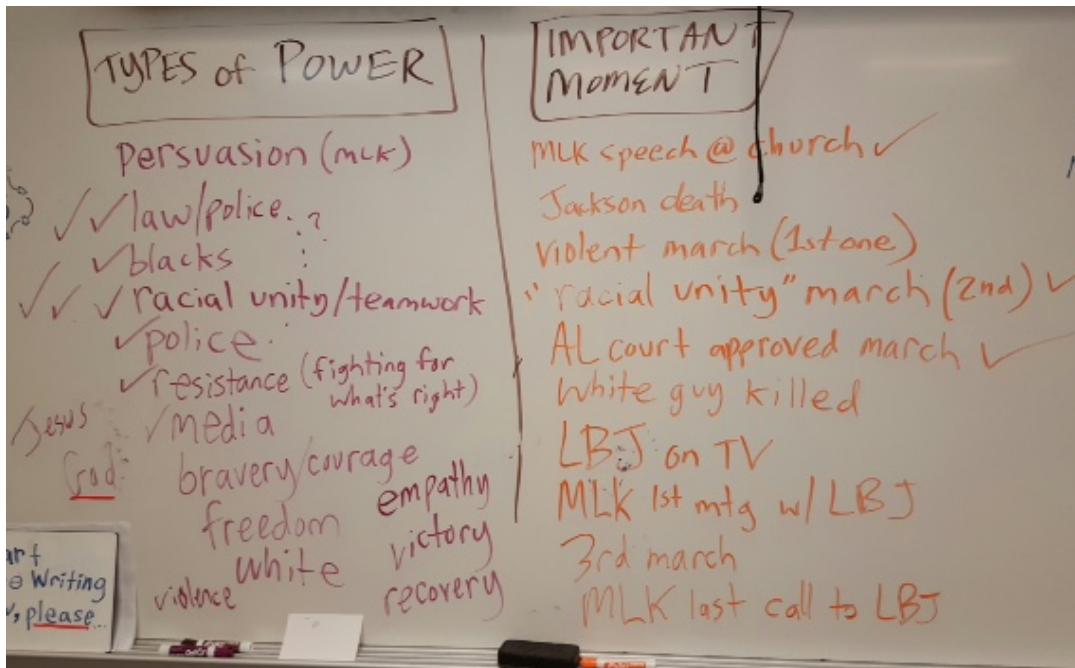 TYPES of POWER
persuasion (MLK)
✓✓ law/police. ?
✓ blacks
✓✓✓ racial unity/teamwork
✓ police
✓ resistance (fighting for
what's right)
Jesus
✓ media
God
bravery/courage
empathy
freedom
victory
white
violence
recovery
IMPORTANT
MOMENT
MLK speech @ church ✓
Jackson death
violent march (1st one)
"racial unity" march (2nd) ✓
AL court approved march ✓
White guy killed
LBJ on TV
MLK 1st mtg w/ LBJ
3rd march
MLK last call to LBJ
Writing
please...